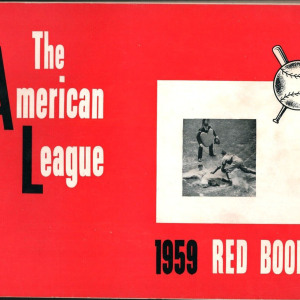 The
American
League
1959 RED BOO